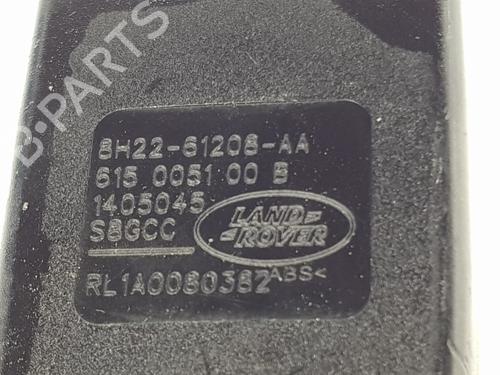 B-PARTS
8H22-61208-AA
615 0051 00 B
1405045
S8GCC
LAND
ROVER
RL1A0080382
ABS<